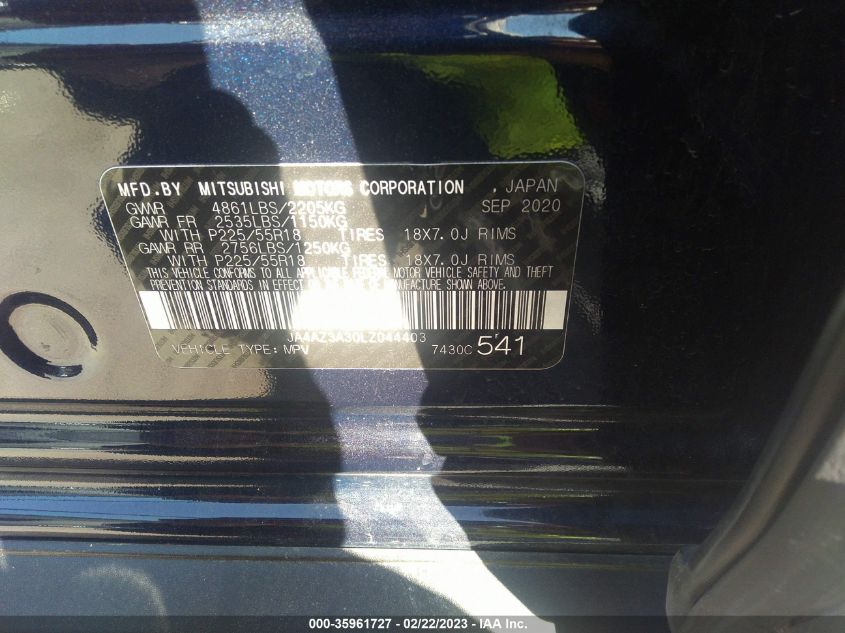 MFD.BY MITSUBISHI MOTORS CORPORATION , JAPAN
GVWR 4861LBS/2205KG SEP 2020
GAWR FR 2535LBS/1150KG
WITH P225/55R18 TIRES 18X7.0J RIMS
GAWR RR 2756LBS/1250KG
WITH P225/55R18 TIRES 18X7.0J RIMS
THIS VEHICLE CONFORMS TO ALL APPLICABLE FEDERAL MOTOR VEHICLE SAFETY AND THEFT
PREVENTION STANDARDS IN EFFECT ON THE DATE OF MANUFACTURE SHOWN ABOVE.
JA4AZ3A30LZ044403 F
VEHICLE TYPE: MPV 7430C 541
000-35961727 - 02/22/2023 - IAA Inc.